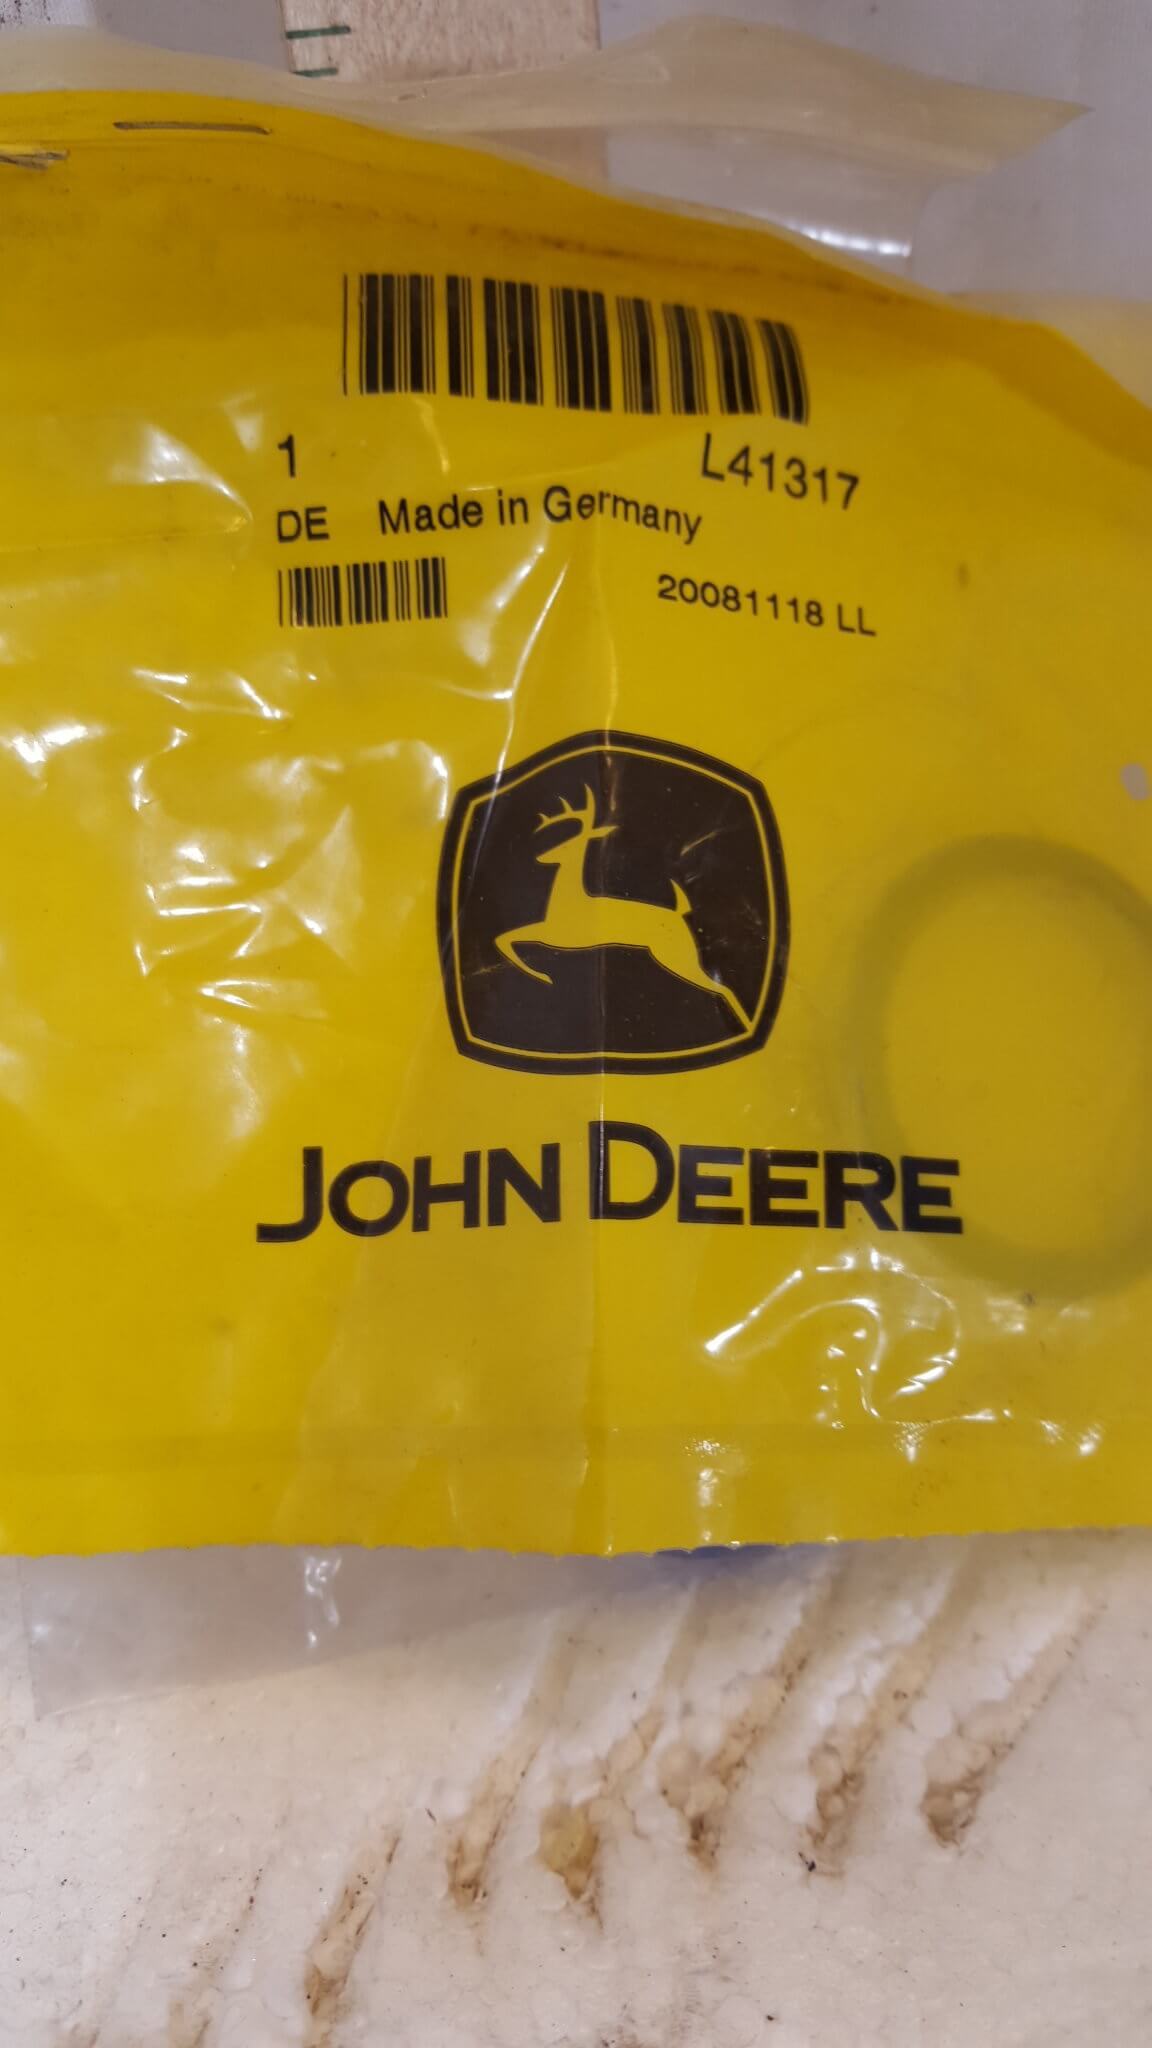 1 L41317
DE Made in Germany
20081118 LL
JOHN DEERE